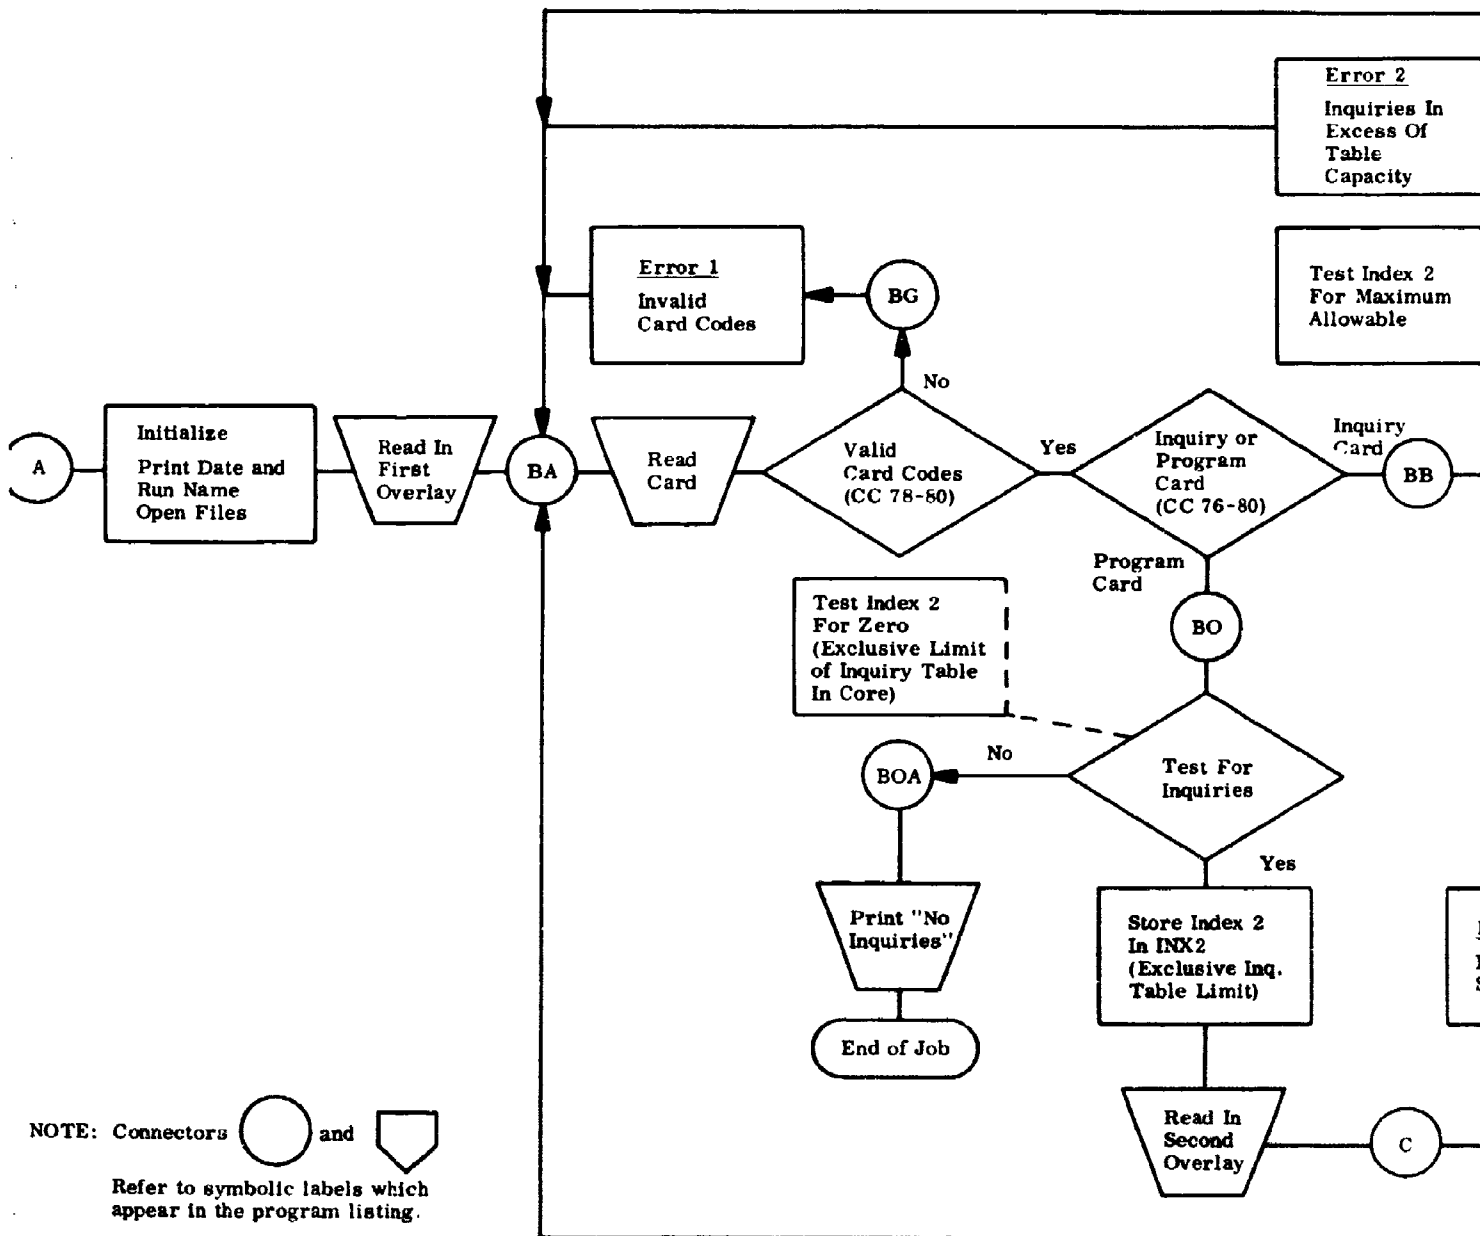 Error 2
Inquiries In
Excess Of
Table
Capacity
Error 1
Invalid
Card Codes
BG
Test Index 2
For Maximum
Allowable
No
A
Initialize
Print Date and
Run Name
Open Files
Read In
First
Overlay
BA
Read
Card
Valid
Card Codes
(CC 78-80)
Yes
Inquiry or
Program
Card
(CC 76-80)
Inquiry
Card
BB
Program
Card
BO
Test Index 2
For Zero
(Exclusive Limit
of Inquiry Table
In Core)
BOA
No
Test For
Inquiries
Yes
Print "No
Inquiries"
Store Index 2
In INX2
(Exclusive Inq.
Table Limit)
End of Job
Read In
Second
Overlay
C
NOTE: Connectors and
Refer to symbolic labels which
appear in the program listing.